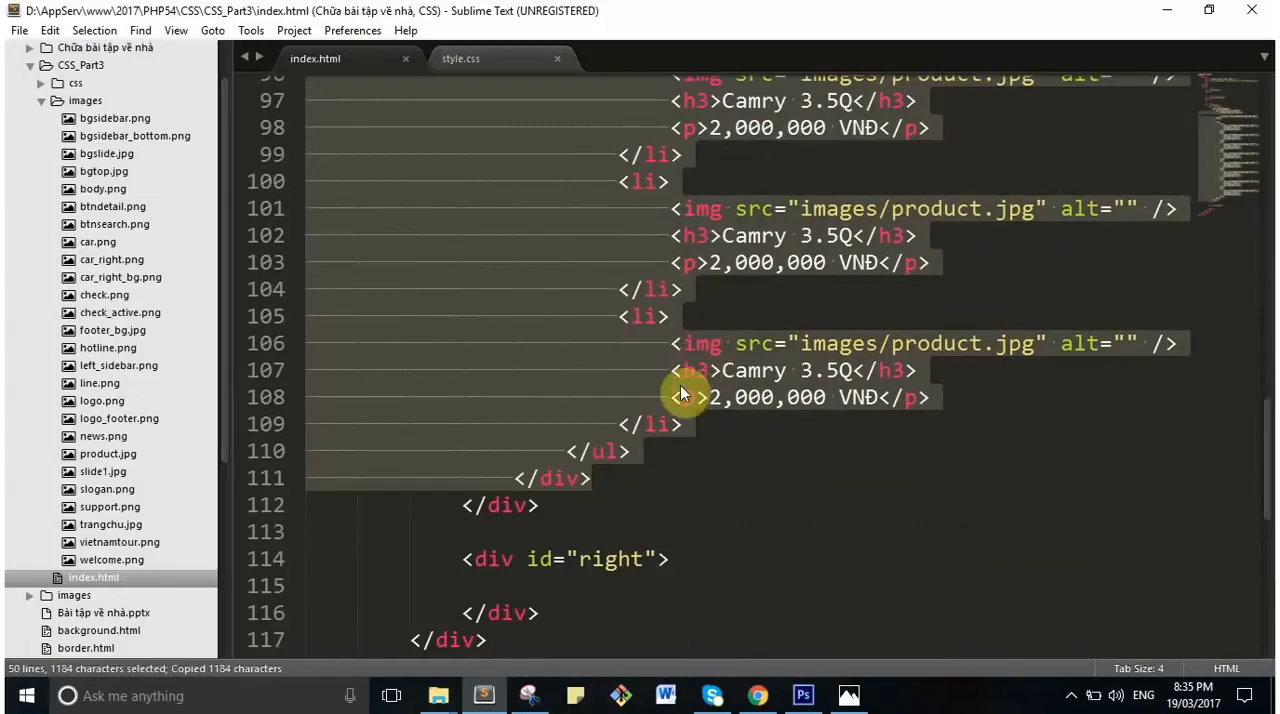 D:\AppServ\www\2017\PHP54\CSS\CSS_Part3\index.html (Chữa bài tập về nhà, CSS) - Sublime Text (UNREGISTERED)
File Edit Selection Find View Goto Tools Project Preferences Help
Chữa bài tập về nhà
CSS_Part3
css
images
bgsidebar.png
bgsidebar_bottom.png
bgslide.jpg
bgtop.jpg
body.png
btndetail.png
btnsearch.png
car.png
car_right.png
car_right_bg.png
check.png
check_active.png
footer_bg.jpg
hotline.png
left_sidebar.png
line.png
logo.png
logo_footer.png
news.png
product.jpg
slide1.jpg
slogan.png
support.png
trangchu.jpg
vietnamtour.png
welcome.png
index.html
images
Bài tập về nhà.pptx
background.html
border.html
index.html style.css
96 <img src="images/product.jpg" alt="" />
97 <h3>Camry 3.5Q</h3>
98 <p>2,000,000 VNĐ</p>
99 </li>
100 <li>
101 <img src="images/product.jpg" alt="" />
102 <h3>Camry 3.5Q</h3>
103 <p>2,000,000 VNĐ</p>
104 </li>
105 <li>
106 <img src="images/product.jpg" alt="" />
107 <h3>Camry 3.5Q</h3>
108 <p>2,000,000 VNĐ</p>
109 </li>
110 </ul>
111 </div>
112 </div>
113
114 <div id="right">
115
116 </div>
117 </div>
50 lines, 1184 characters selected; Copied 1184 characters Tab Size: 4 HTML
Ask me anything
ENG
8:35 PM
19/03/2017